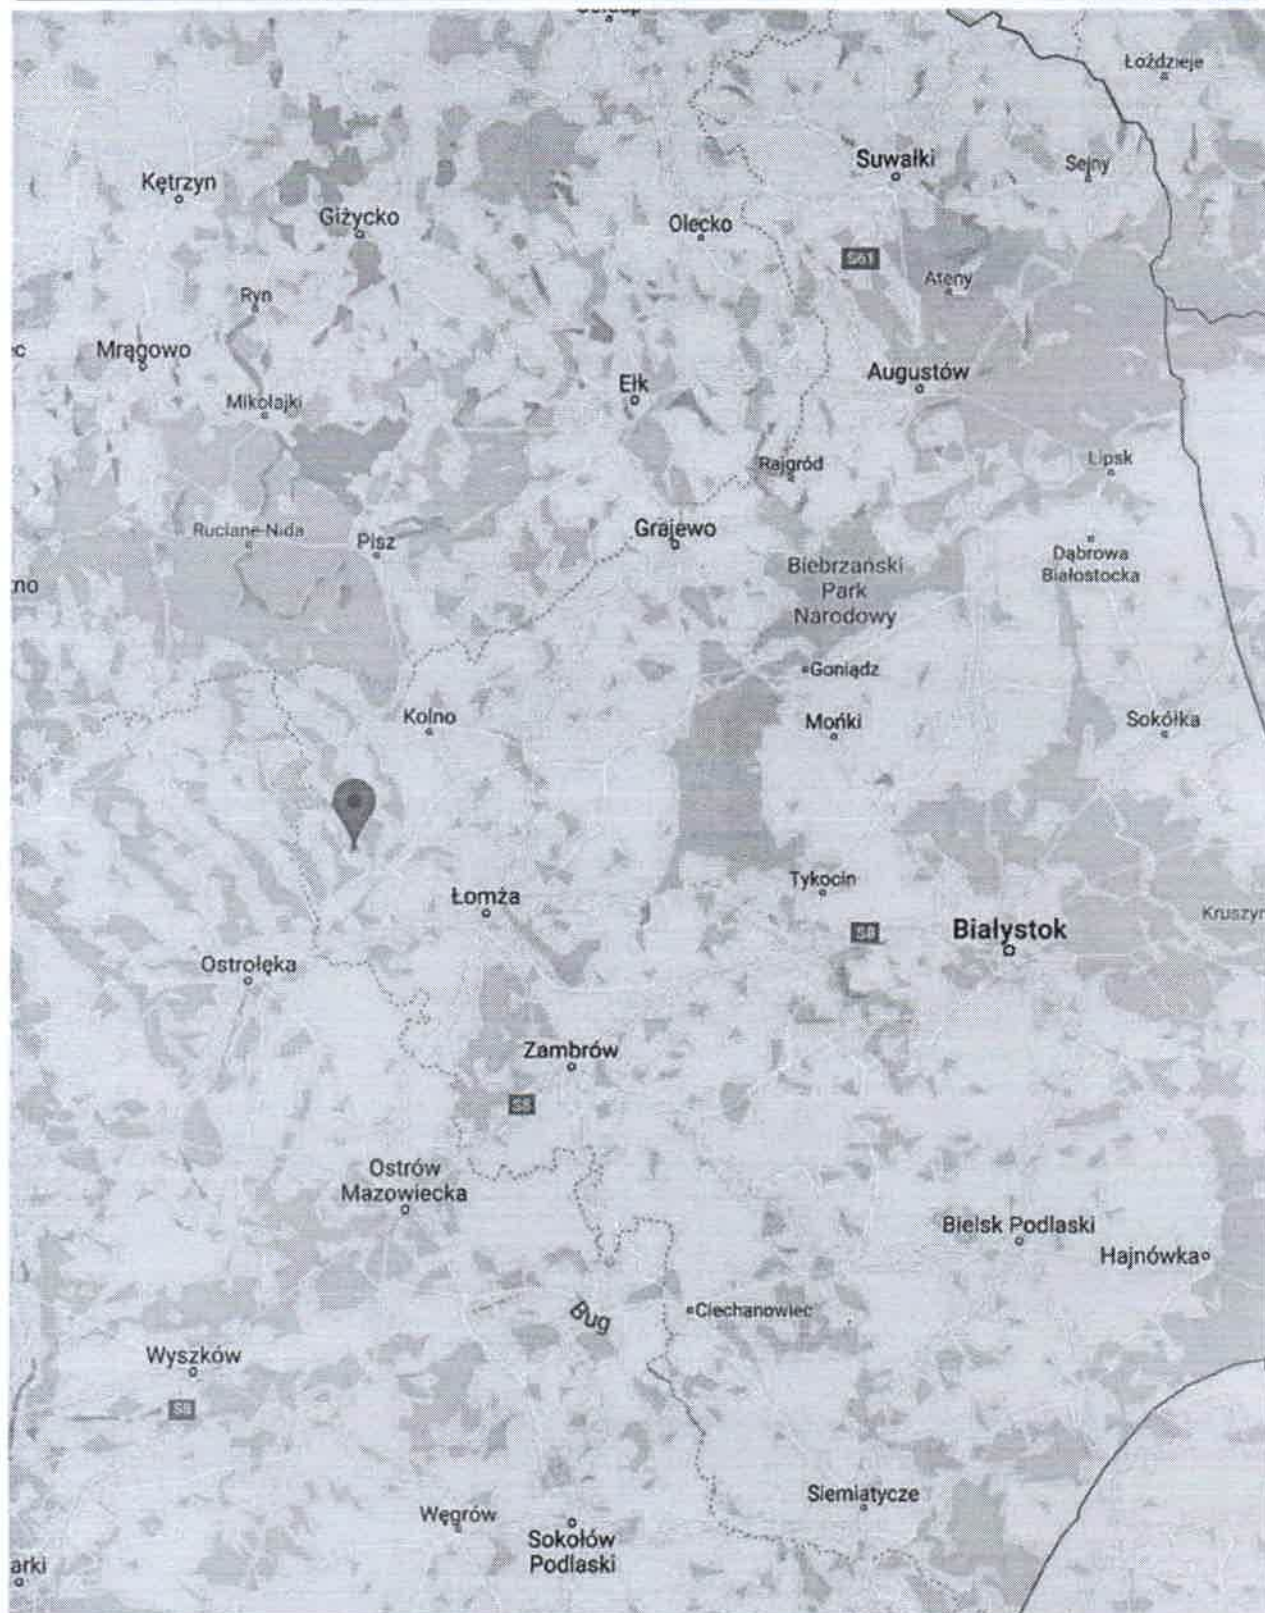 Łoździeje
Suwałki
Sejny
Kętrzyn
Giżycko
Olecko
S61
Ateny
Ryn
Mrągowo
Ełk
Augustów
Mikołajki
Rajgród
Lipsk
Ruciane-Nida
Pisz
Grajewo
Dąbrowa
Białostocka
Biebrzański
Park
Narodowy
Goniądz
Kolno
Mońki
Sokółka
Tykocin
Łomża
S8
Białystok
Kruszyn
Ostrołęka
Zambrów
S8
Ostrów
Mazowiecka
Bielsk Podlaski
Hajnówka
Bug
Ciechanowiec
Wyszków
S8
Siemiatycze
Węgrów
Sokołów
Podlaski
arki